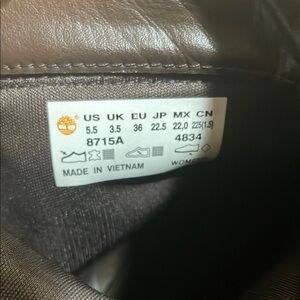 US UK EU JP MX CN
5.5 3.5 36 22.5 22,0 225(1.5)
8715A 4834
MADE IN VIETNAM